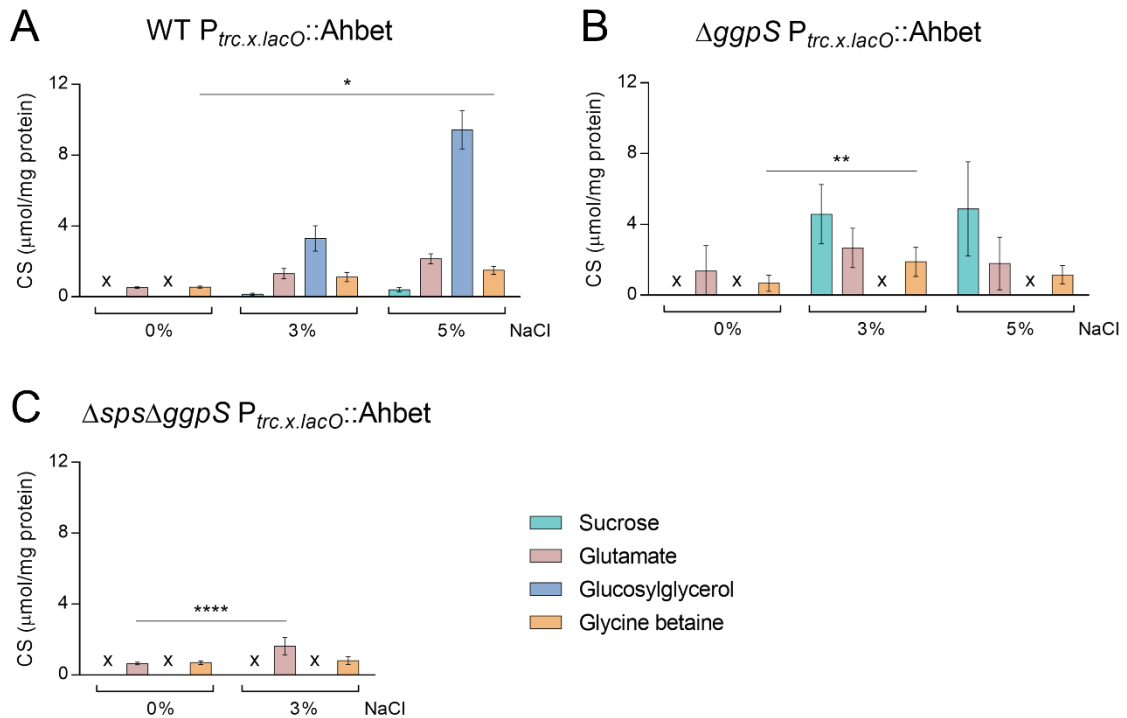 A
WT Ptrc.x.lacO::Ahbet
CS (μmol/mg protein)
12
8
4
0
*
X X
0% 3% 5% NaCl
B
ΔggpS Ptrc.x.lacO::Ahbet
CS (μmol/mg protein)
12
8
4
0
**
X X X X
0% 3% 5% NaCl
C
ΔspsΔggpS Ptrc.x.lacO::Ahbet
CS (μmol/mg protein)
12
8
4
0
****
X X X X
0% 3% NaCl
Sucrose
Glutamate
Glucosylglycerol
Glycine betaine